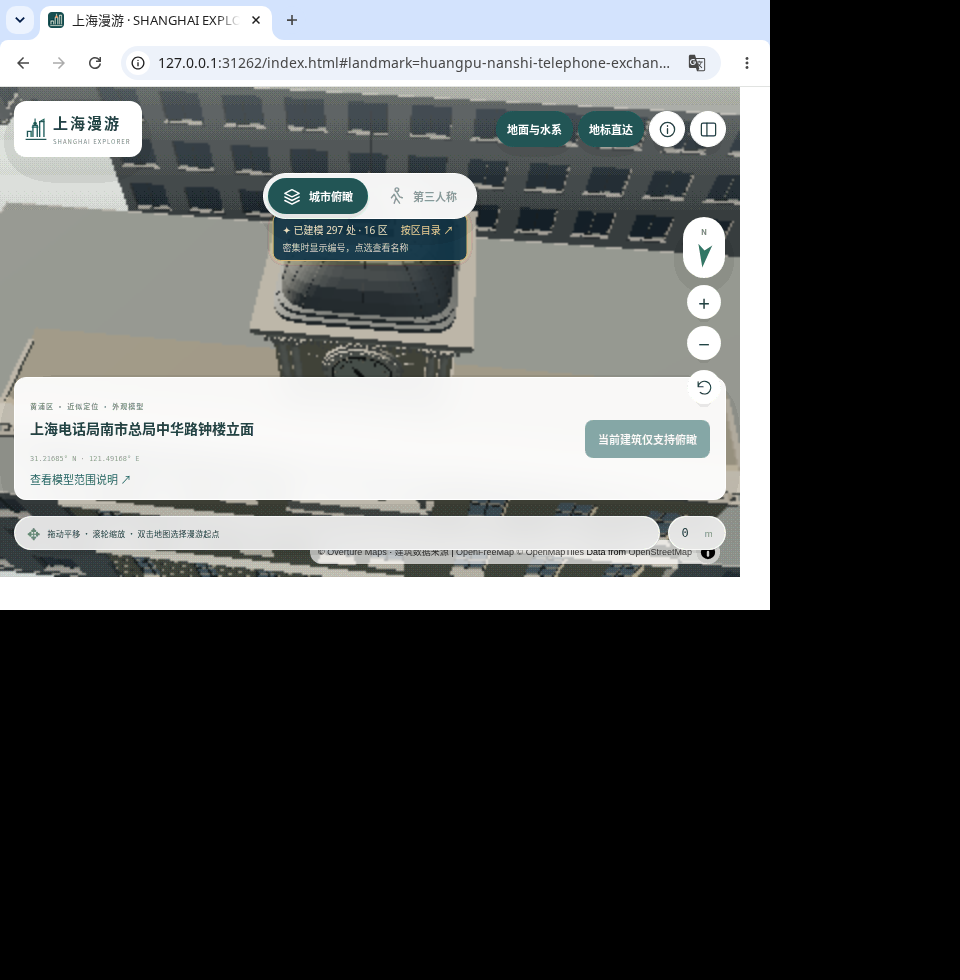 上海漫游 · SHANGHAI EXPLO
127.0.0.1:31262/index.html#landmark=huangpu-nanshi-telephone-exchan...
上海漫游
SHANGHAI EXPLORER
地面与水系
地标直达
城市俯瞰
第三人称
✦ 已建模 297 处 · 16 区 按区目录 ↗
密集时显示编号，点选查看名称
N
+
−
黄浦区 · 近似定位 · 外观模型
上海电话局南市总局中华路钟楼立面
31.21685° N · 121.49168° E
查看模型范围说明 ↗
当前建筑仅支持俯瞰
拖动平移 · 滚轮缩放 · 双击地图选择漫游起点
0 m
© Overture Maps · 建筑数据来源 | OpenFreeMap © OpenMapTiles Data from OpenStreetMap